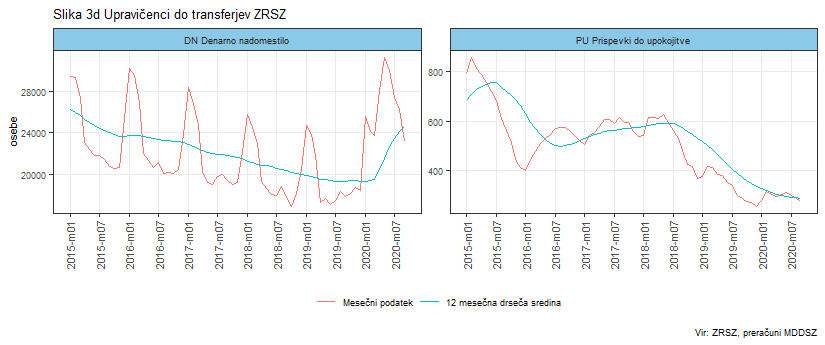 Slika 3d Upravičenci do transferjev ZRSZ
DN Denarno nadomestilo
PU Prispevki do upokojitve
osebe
28000
24000
20000
800
600
400
2015-m01
2015-m07
2016-m01
2016-m07
2017-m01
2017-m07
2018-m01
2018-m07
2019-m01
2019-m07
2020-m01
2020-m07
2015-m01
2015-m07
2016-m01
2016-m07
2017-m01
2017-m07
2018-m01
2018-m07
2019-m01
2019-m07
2020-m01
2020-m07
Mesečni podatek
12 mesečna drseča sredina
Vir: ZRSZ, preračuni MDDSZ